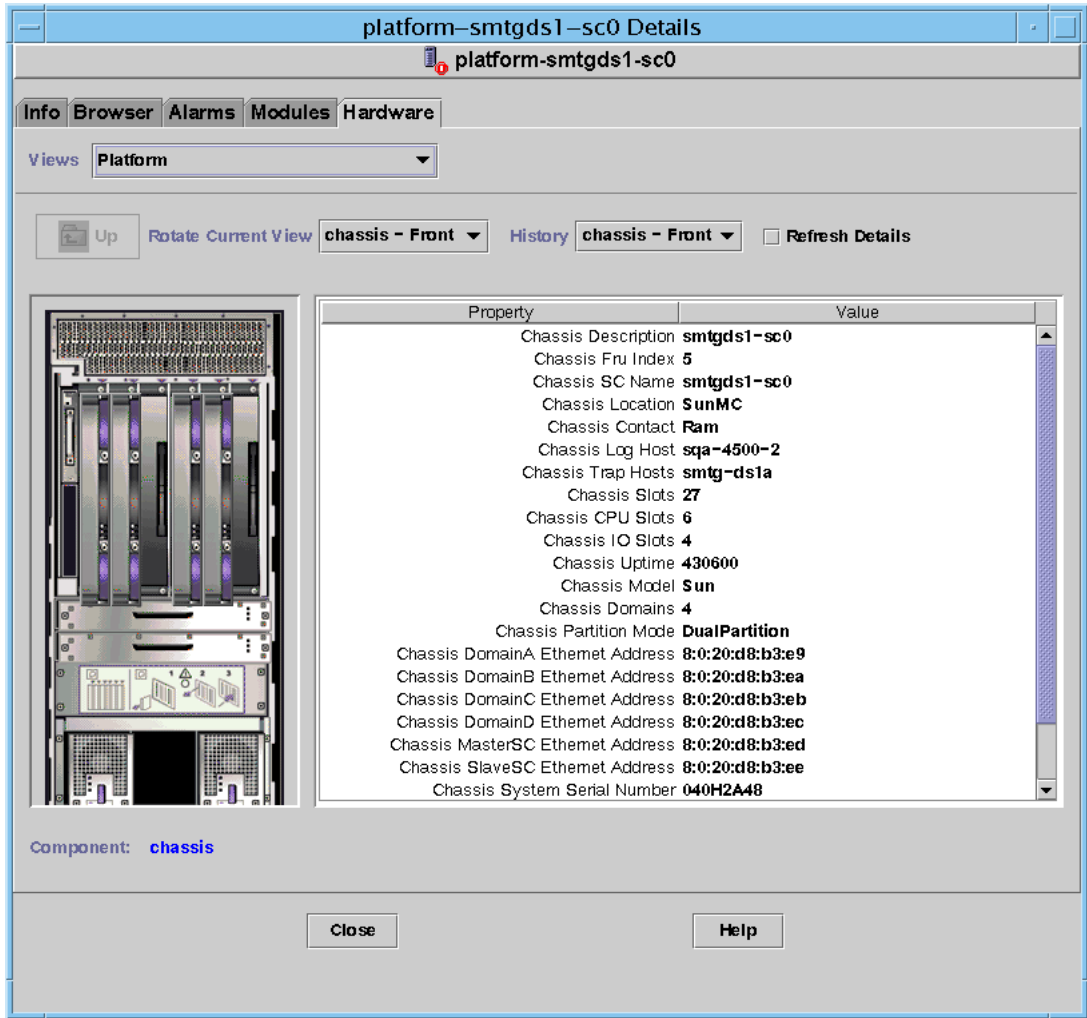 platform-smtgds1-sc0 Details
platform-smtgds1-sc0
Info Browser Alarms Modules Hardware
Views Platform
Up Rotate Current View chassis - Front History chassis - Front Refresh Details
Property Value
Chassis Description smtgds1-sc0
Chassis Fru Index 5
Chassis SC Name smtgds1-sc0
Chassis Location SunMC
Chassis Contact Ram
Chassis Log Host sqa-4500-2
Chassis Trap Hosts smtg-ds1a
Chassis Slots 27
Chassis CPU Slots 6
Chassis IO Slots 4
Chassis Uptime 430600
Chassis Model Sun
Chassis Domains 4
Chassis Partition Mode DualPartition
Chassis DomainA Ethernet Address 8:0:20:d8:b3:e9
Chassis DomainB Ethernet Address 8:0:20:d8:b3:ea
Chassis DomainC Ethernet Address 8:0:20:d8:b3:eb
Chassis DomainD Ethernet Address 8:0:20:d8:b3:ec
Chassis MasterSC Ethernet Address 8:0:20:d8:b3:ed
Chassis SlaveSC Ethernet Address 8:0:20:d8:b3:ee
Chassis System Serial Number 040H2A48
1 2 3
Component: chassis
Close Help